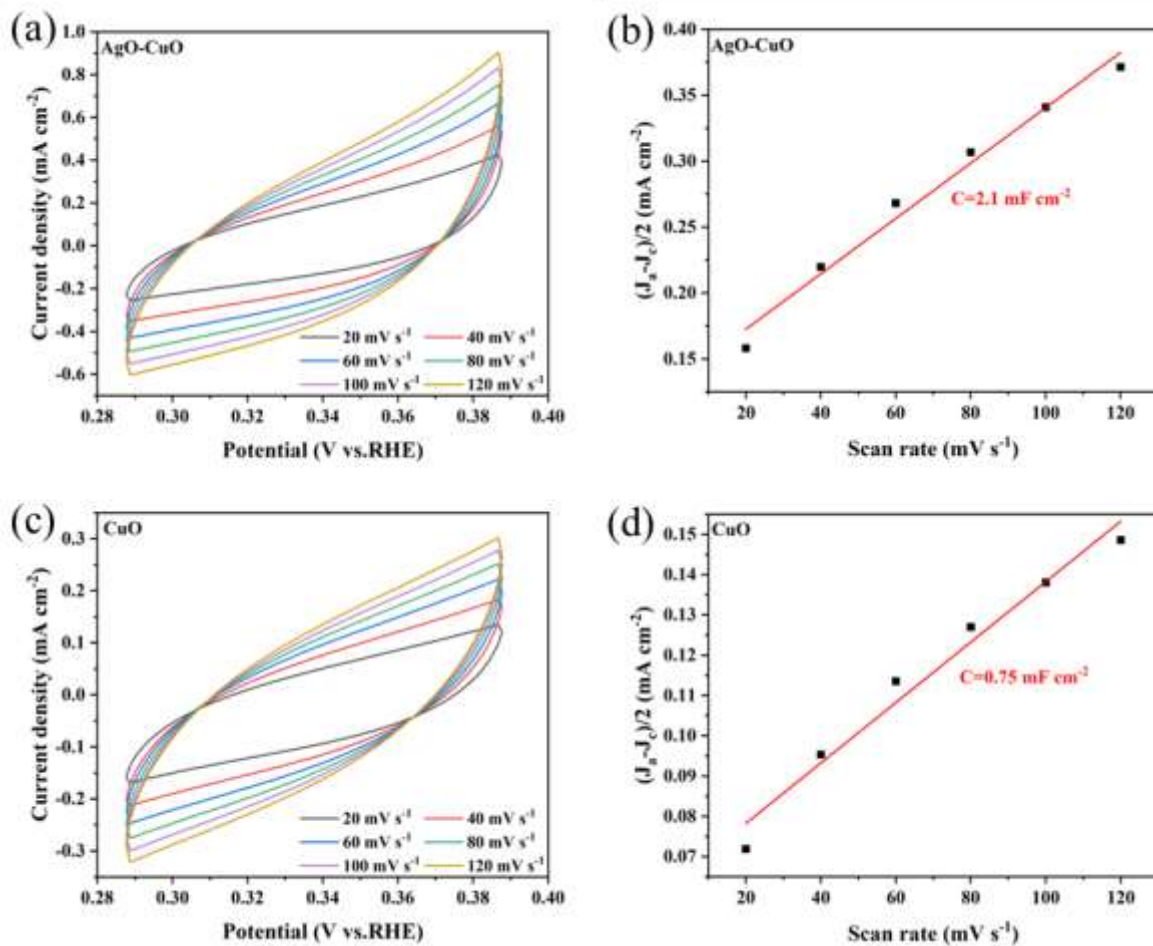 (a)
AgO-CuO
1.0
0.8
0.6
0.4
0.2
0.0
-0.2
-0.4
-0.6
Current density (mA cm⁻²)
20 mV s⁻¹ 40 mV s⁻¹
60 mV s⁻¹ 80 mV s⁻¹
100 mV s⁻¹ 120 mV s⁻¹
0.28 0.30 0.32 0.34 0.36 0.38 0.40
Potential (V vs.RHE)
(b)
AgO-CuO
0.40
0.35
0.30
0.25
0.20
0.15
(Jₐ-J꜀)/2 (mA cm⁻²)
C=2.1 mF cm⁻²
20 40 60 80 100 120
Scan rate (mV s⁻¹)
(c)
CuO
0.3
0.2
0.1
0.0
-0.1
-0.2
-0.3
Current density (mA cm⁻²)
20 mV s⁻¹ 40 mV s⁻¹
60 mV s⁻¹ 80 mV s⁻¹
100 mV s⁻¹ 120 mV s⁻¹
0.28 0.30 0.32 0.34 0.36 0.38 0.40
Potential (V vs.RHE)
(d)
CuO
0.15
0.14
0.13
0.12
0.11
0.10
0.09
0.08
0.07
(Jₐ-J꜀)/2 (mA cm⁻²)
C=0.75 mF cm⁻²
20 40 60 80 100 120
Scan rate (mV s⁻¹)